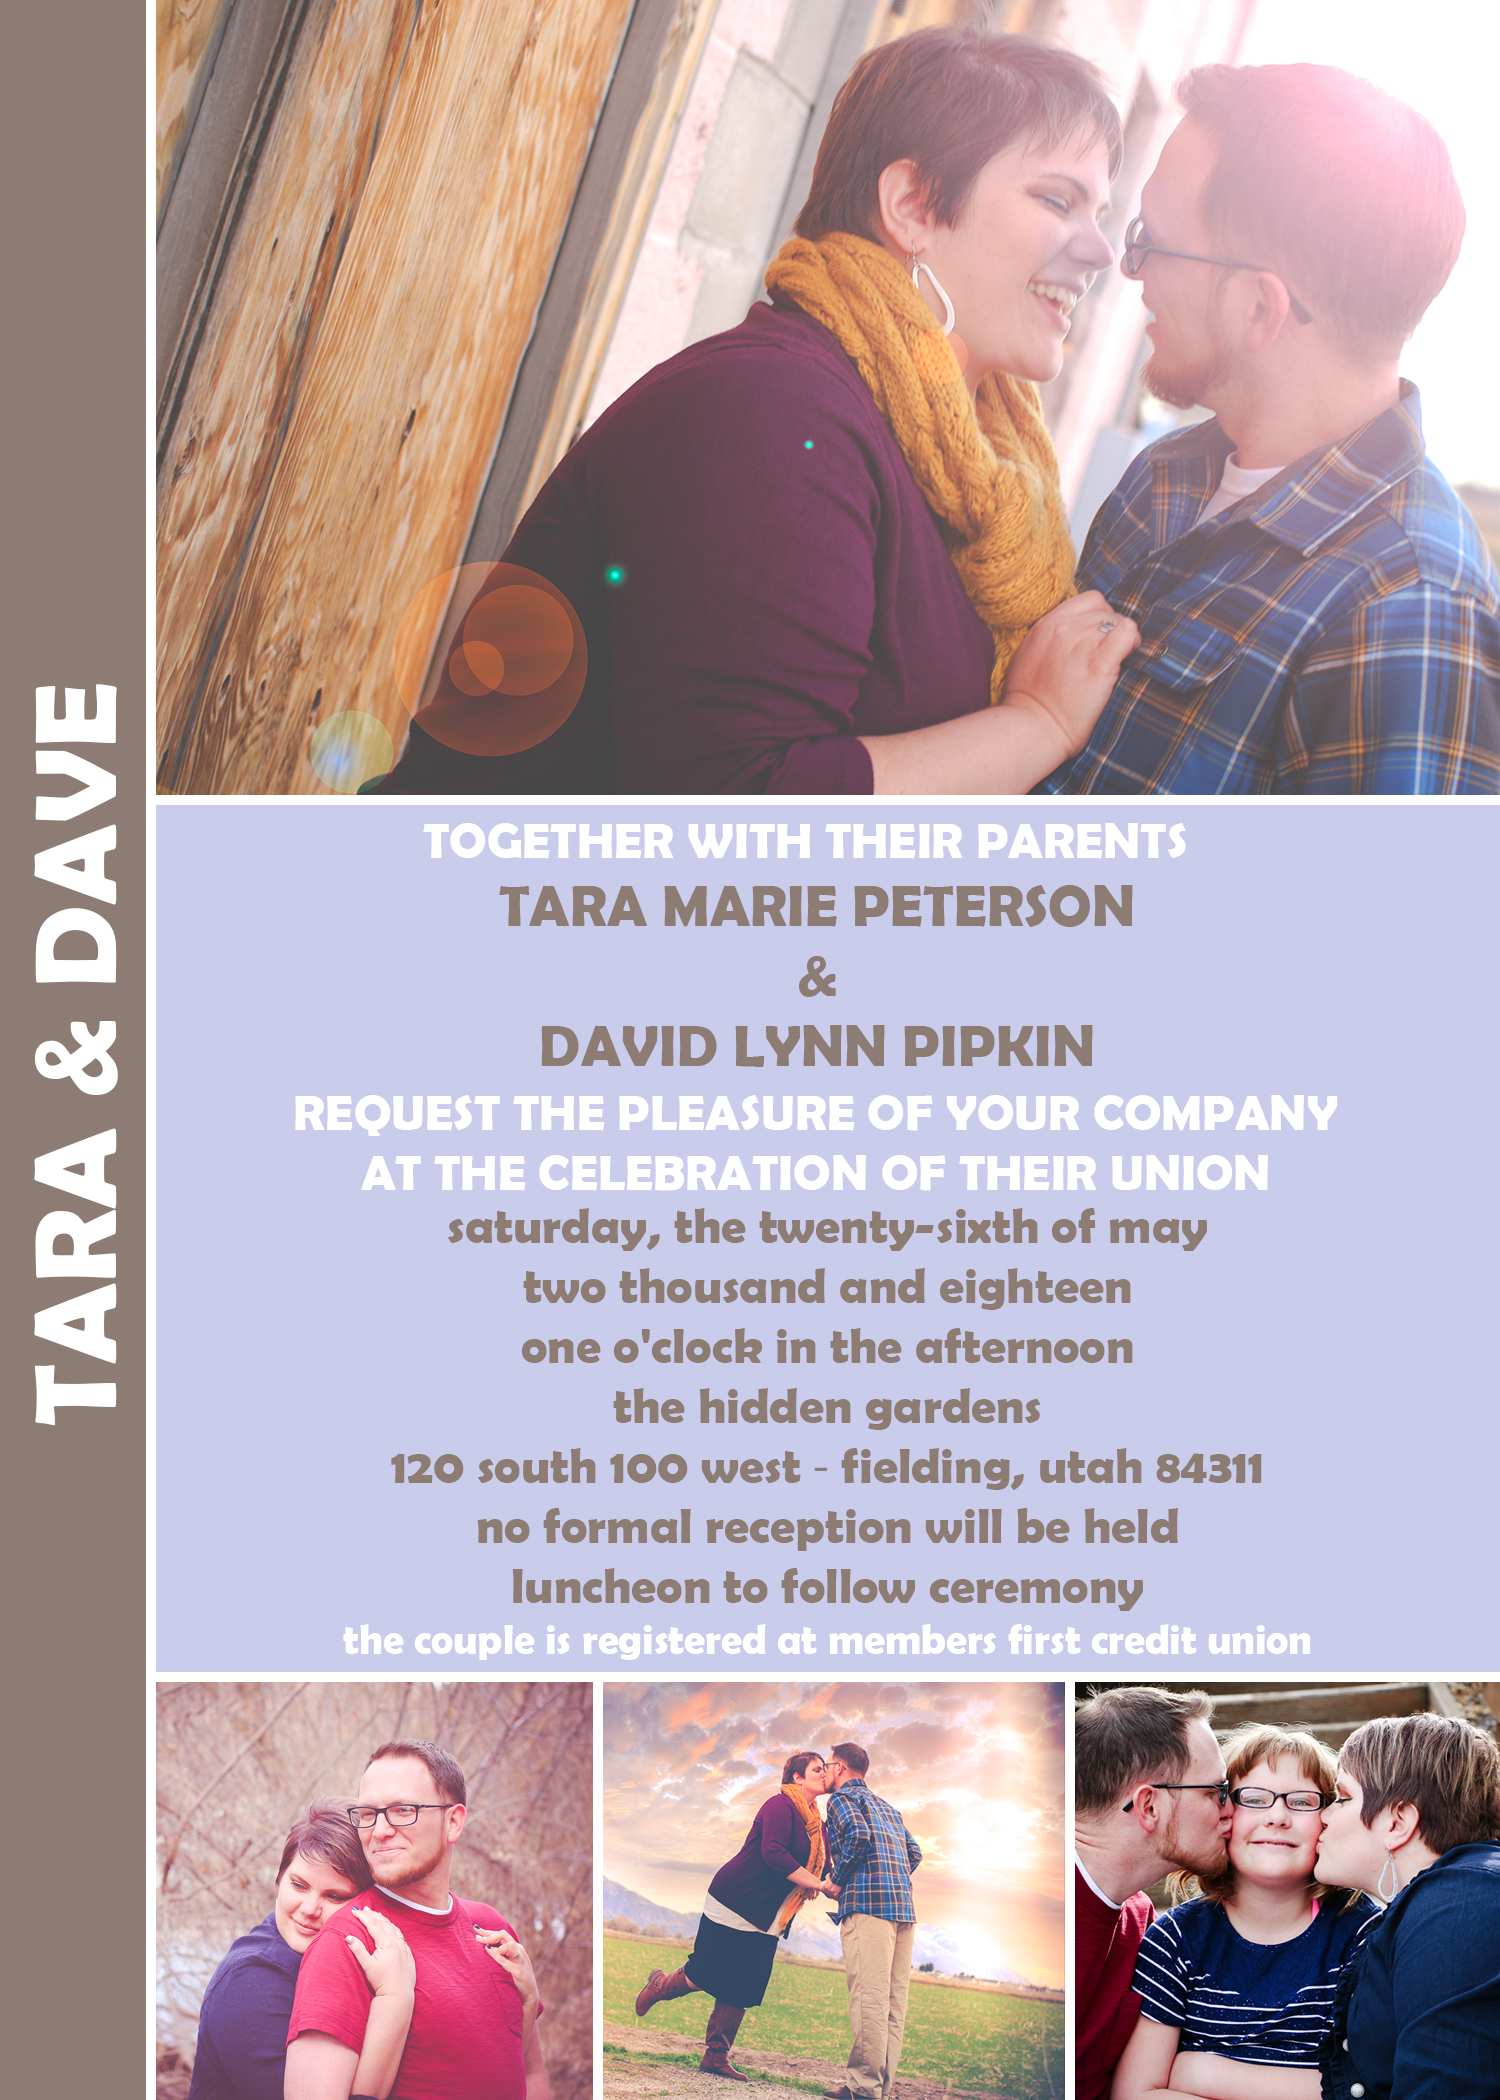 TARA & DAVE
TOGETHER WITH THEIR PARENTS
TARA MARIE PETERSON
&
DAVID LYNN PIPKIN
REQUEST THE PLEASURE OF YOUR COMPANY
AT THE CELEBRATION OF THEIR UNION
saturday, the twenty-sixth of may
two thousand and eighteen
one o'clock in the afternoon
the hidden gardens
120 south 100 west - fielding, utah 84311
no formal reception will be held
luncheon to follow ceremony
the couple is registered at members first credit union